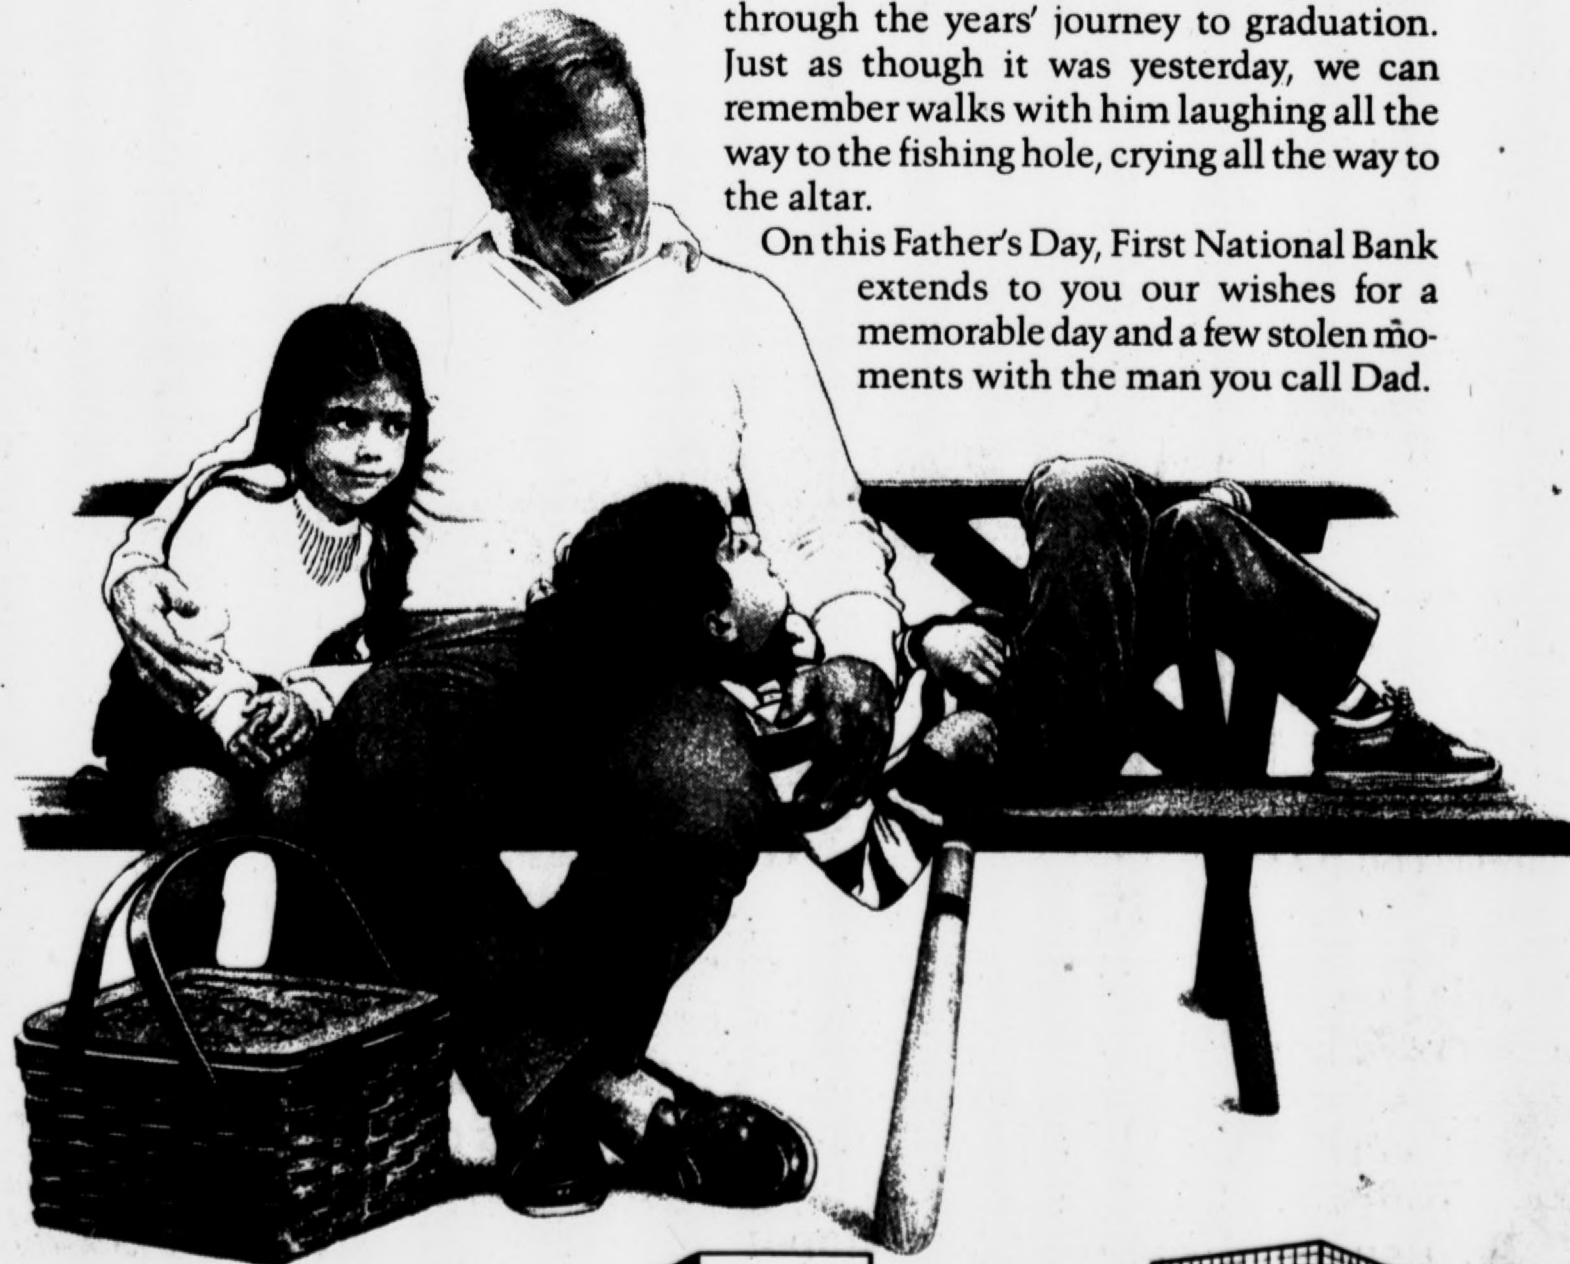 through the years' journey to graduation.
Just as though it was yesterday, we can
remember walks with him laughing all the
way to the fishing hole, crying all the way to
the altar.
On this Father's Day, First National Bank
extends to you our wishes for a
memorable day and a few stolen mo-
ments with the man you call Dad.